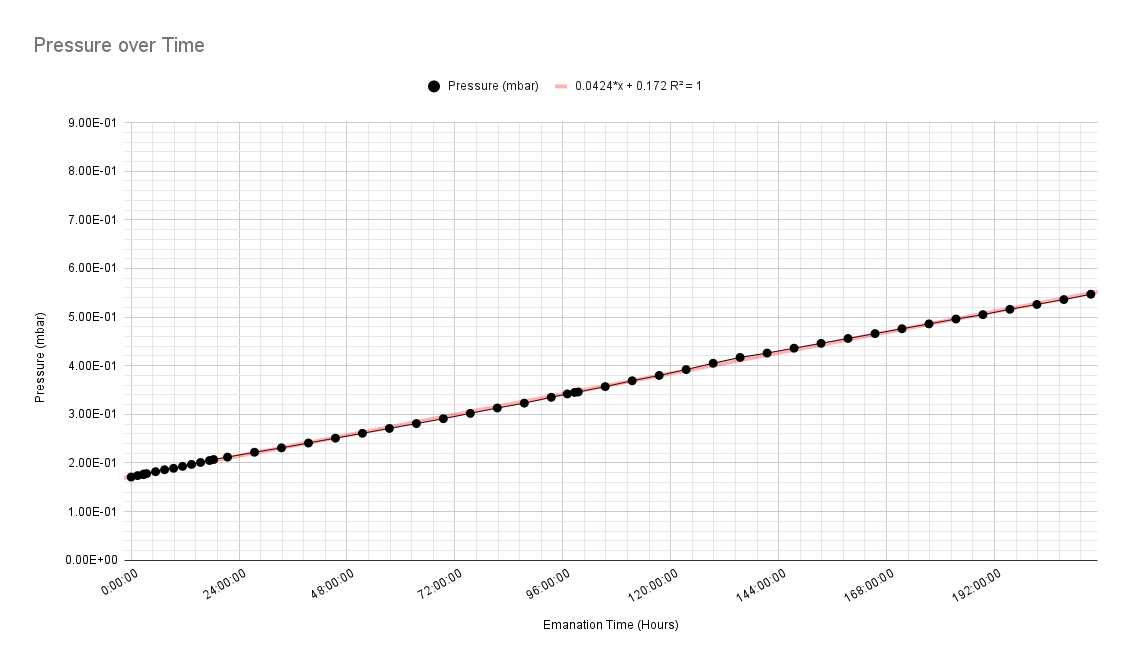 Pressure over Time
Pressure (mbar) 0.0424*x + 0.172 R² = 1
9.00E-01
8.00E-01
7.00E-01
6.00E-01
5.00E-01
4.00E-01
3.00E-01
2.00E-01
1.00E-01
0.00E+00
Pressure (mbar)
0:00:00 24:00:00 48:00:00 72:00:00 96:00:00 120:00:00 144:00:00 168:00:00 192:00:00
Emanation Time (Hours)